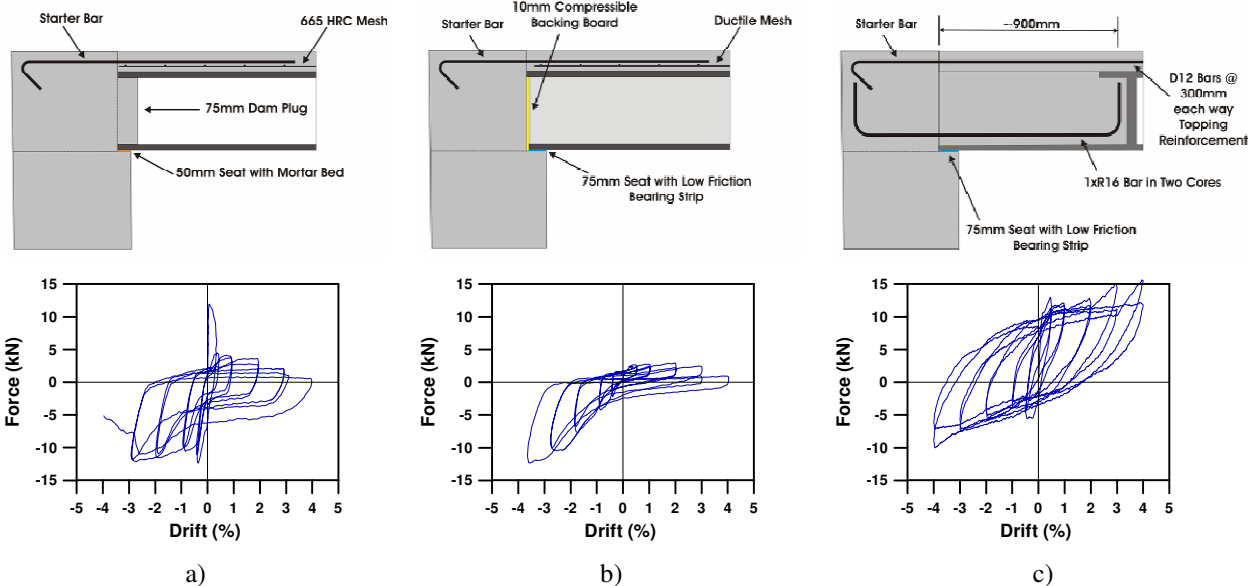 Starter Bar
665 HRC Mesh
75mm Dam Plug
50mm Seat with Mortar Bed
10mm Compressible
Backing Board
Starter Bar
Ductile Mesh
75mm Seat with Low Friction
Bearing Strip
~900mm
Starter Bar
D12 Bars @
300mm
each way
Topping
Reinforcement
1xR16 Bar in Two Cores
75mm Seat with Low Friction
Bearing Strip
15
10
5
0
-5
-10
-15
Force (kN)
-5 -4 -3 -2 -1 0 1 2 3 4 5
Drift (%)
15
10
5
0
-5
-10
-15
Force (kN)
-5 -4 -3 -2 -1 0 1 2 3 4 5
Drift (%)
15
10
5
0
-5
-10
-15
Force (kN)
-5 -4 -3 -2 -1 0 1 2 3 4 5
Drift (%)
a)
b)
c)